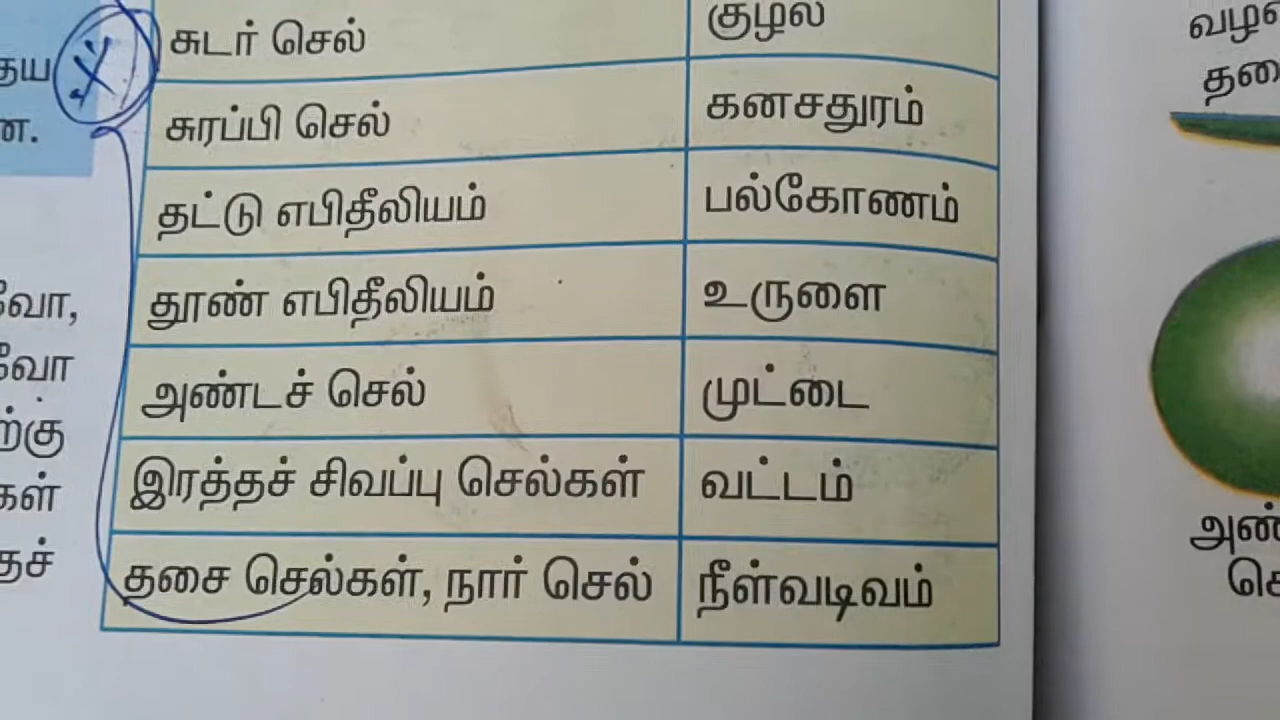 சுடர் செல் குழல்
சுரப்பி செல் கனசதுரம்
தட்டு எபிதீலியம் பல்கோணம்
தூண் எபிதீலியம் உருளை
அண்டச் செல் முட்டை
இரத்தச் சிவப்பு செல்கள் வட்டம்
தசை செல்கள், நார் செல் நீள்வடிவம்